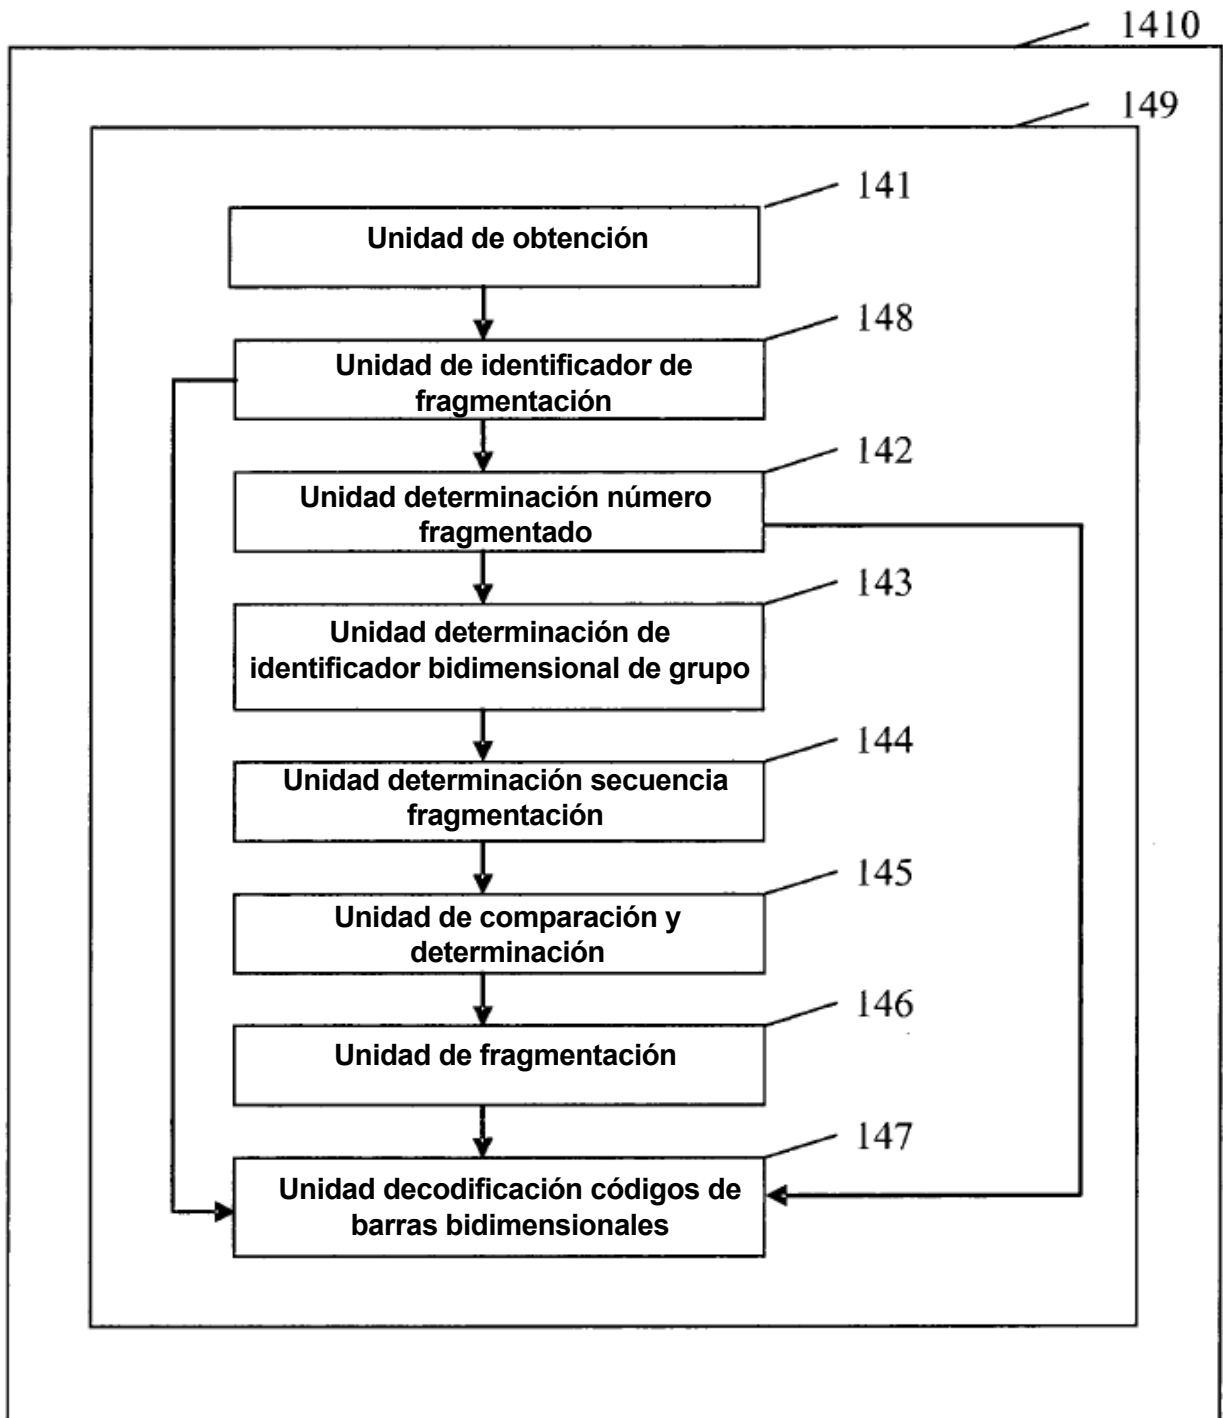 1410
149
141
Unidad de obtención
148
Unidad de identificador de
fragmentación
142
Unidad determinación número
fragmentado
143
Unidad determinación de
identificador bidimensional de grupo
144
Unidad determinación secuencia
fragmentación
145
Unidad de comparación y
determinación
146
Unidad de fragmentación
147
Unidad decodificación códigos de
barras bidimensionales